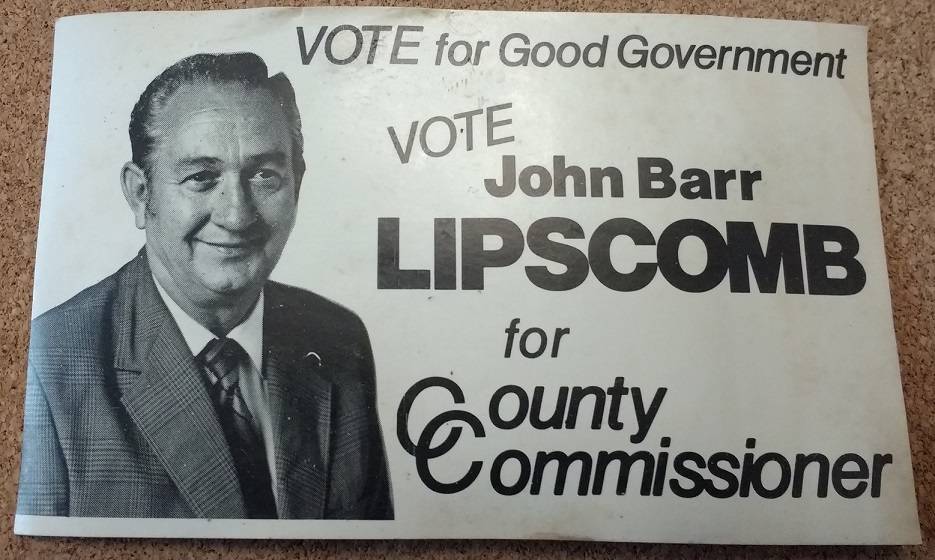 VOTE for Good Government
VOTE
John Barr
LIPSCOMB
for
County
Commissioner